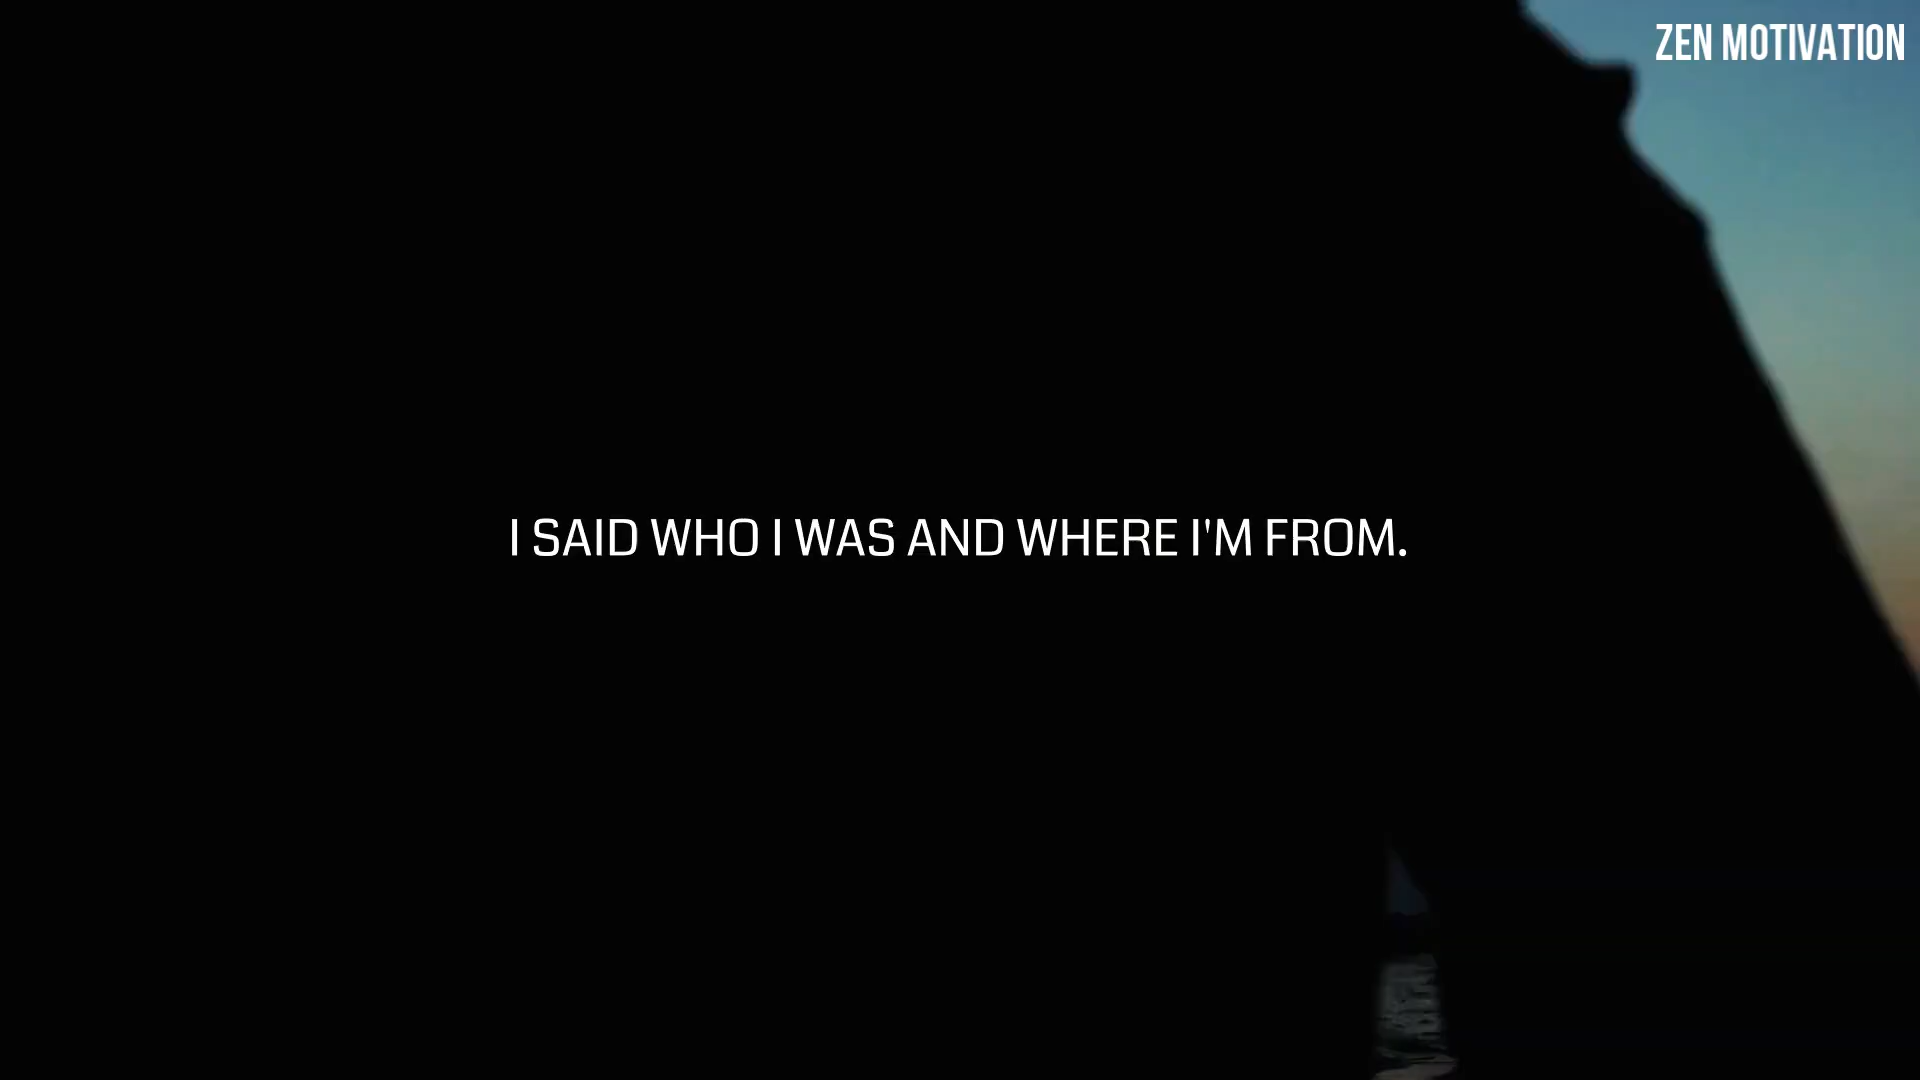 ZEN MOTIVATION
I SAID WHO I WAS AND WHERE I'M FROM.